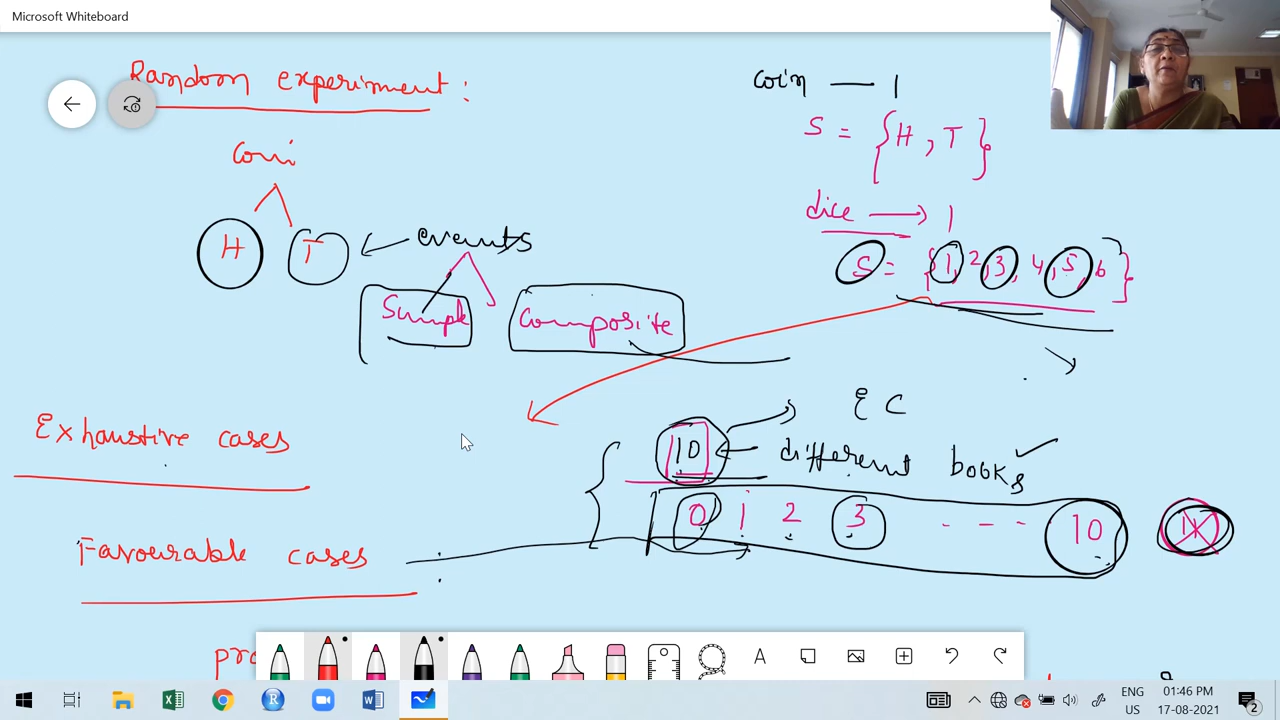 Microsoft Whiteboard
Random experiment :
coin
H T ← events
Simple Composite
coin — 1
S = {H, T}
dice → 1
S = {1, 2, 3, 4, 5, 6}
Exhaustive cases
E C
10 ← different books ✓
0 1 2 3 - - - 10 11
Favourable cases
A
ENG
US
01:46 PM
17-08-2021
2